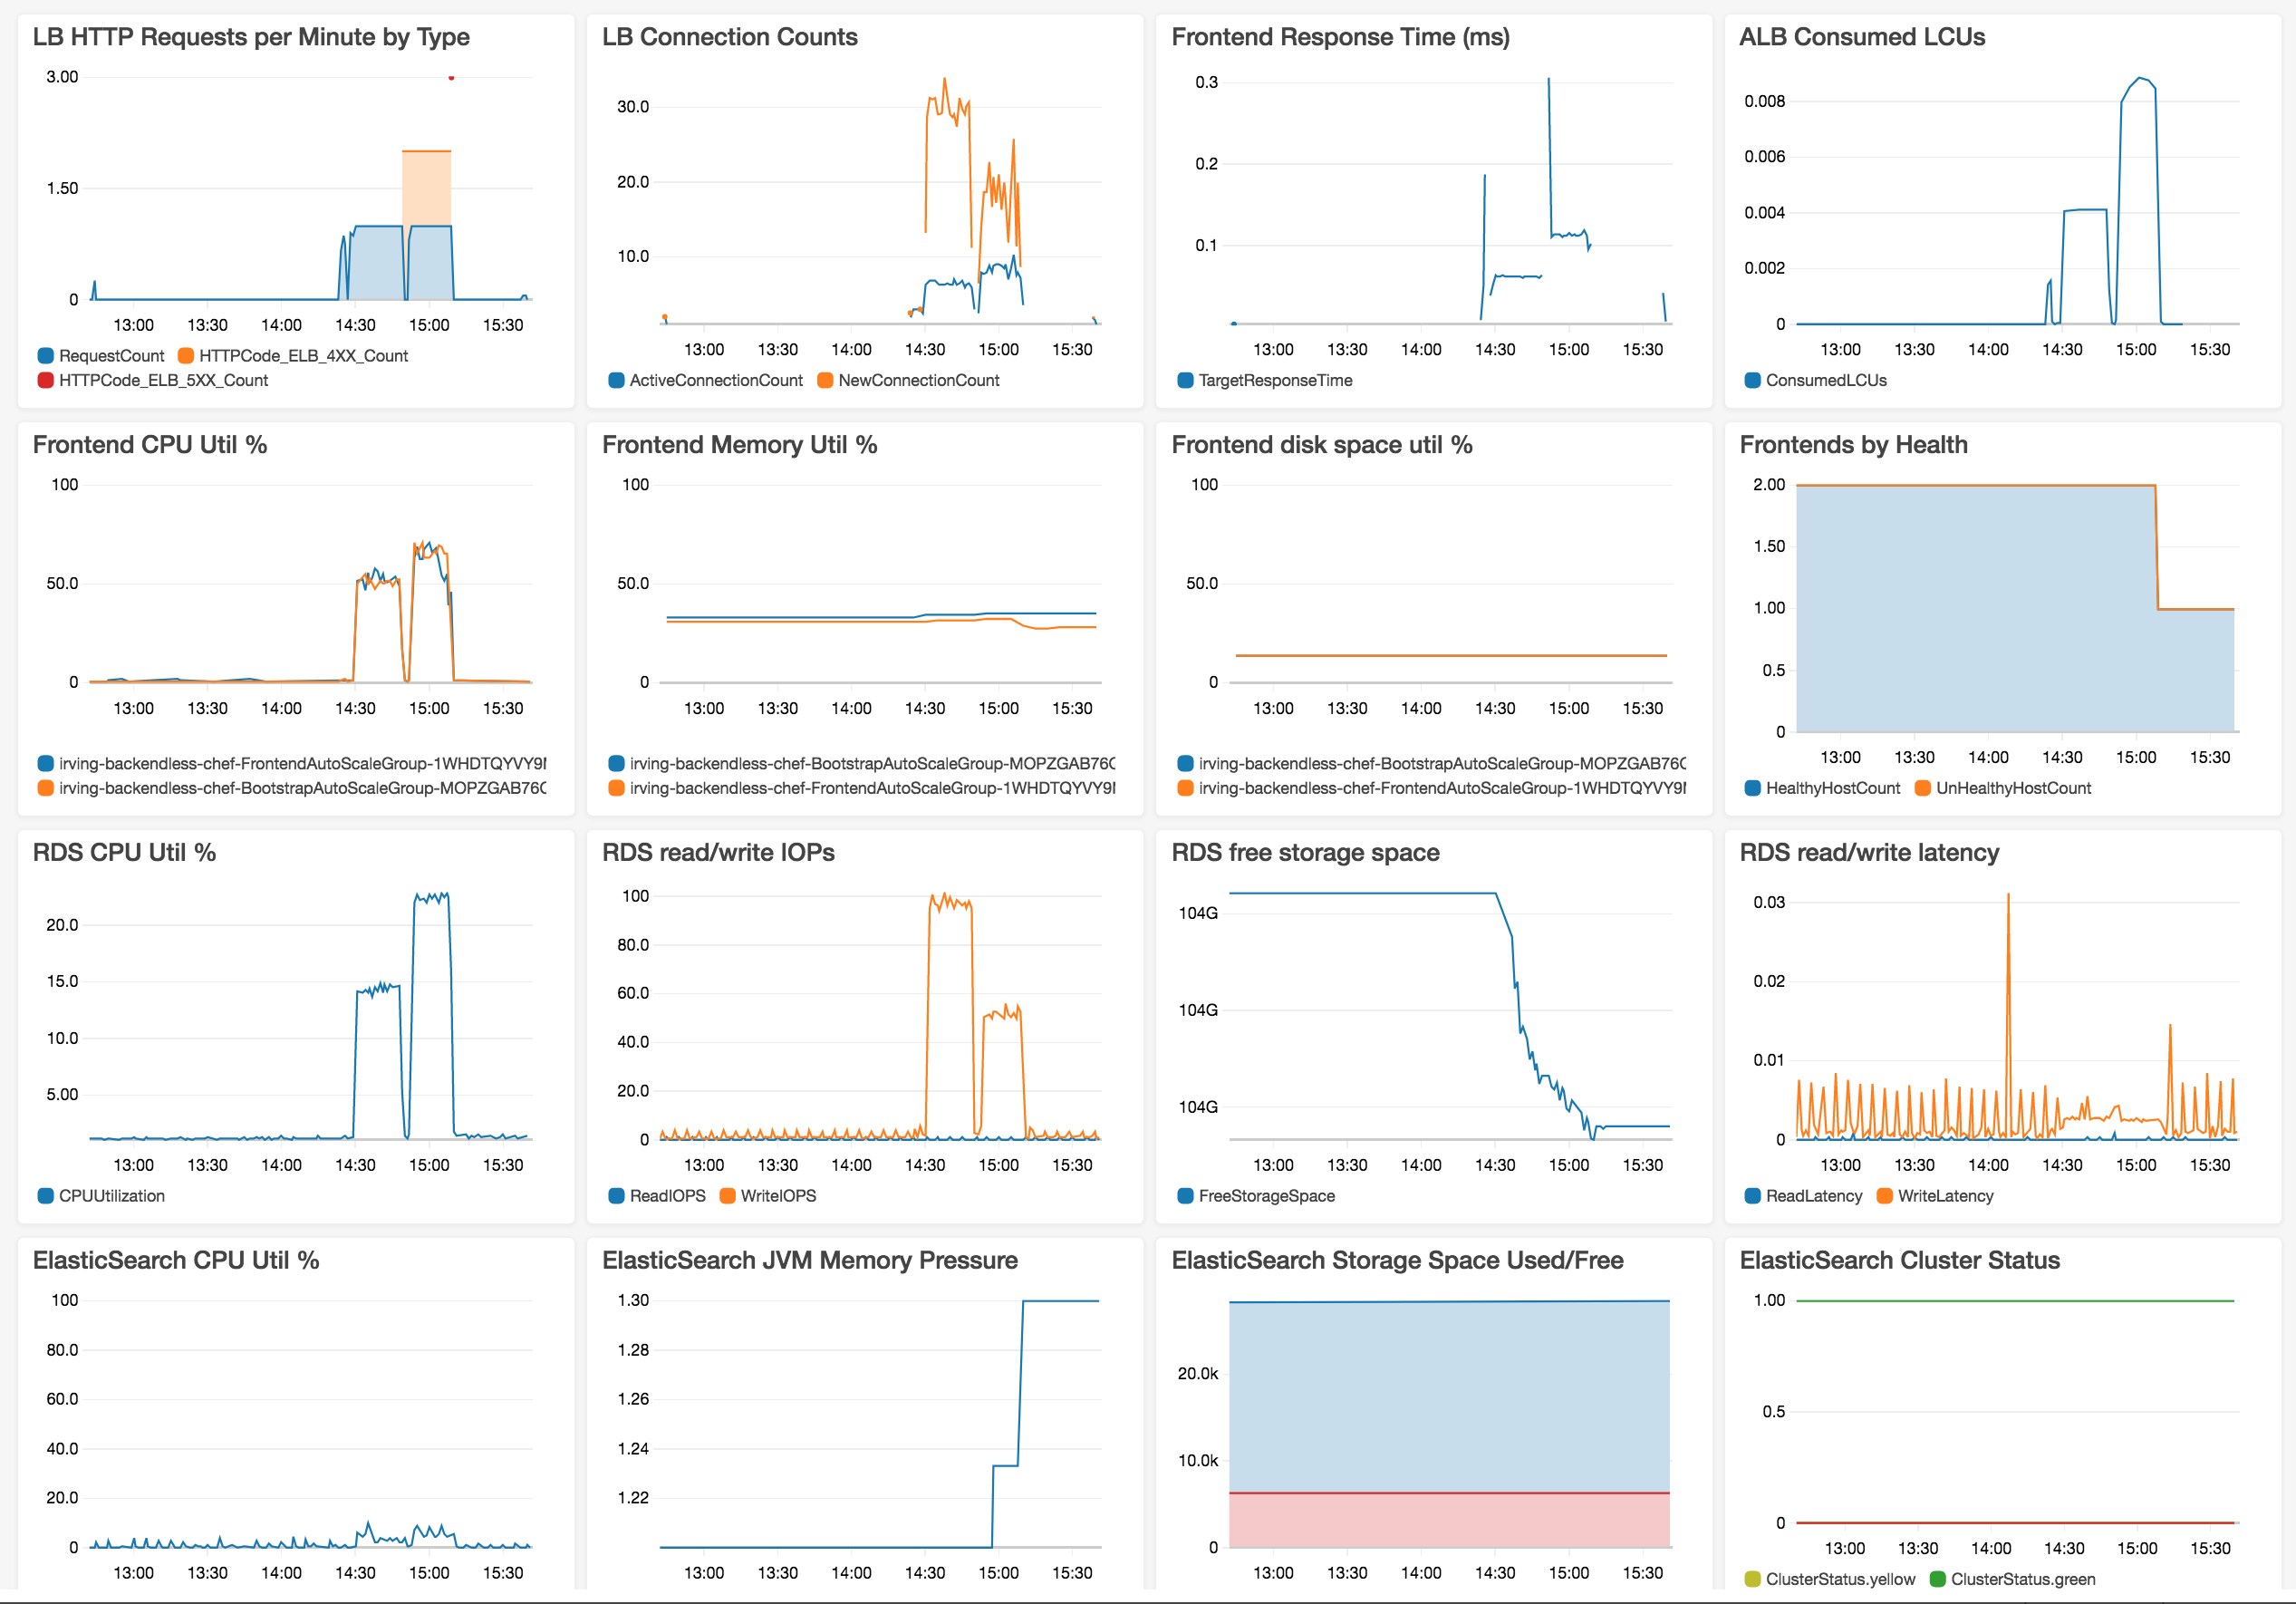 LB HTTP Requests per Minute by Type
3.00
1.50
0
13:00 13:30 14:00 14:30 15:00 15:30
RequestCount HTTPCode_ELB_4XX_Count
HTTPCode_ELB_5XX_Count
LB Connection Counts
30.0
20.0
10.0
13:00 13:30 14:00 14:30 15:00 15:30
ActiveConnectionCount NewConnectionCount
Frontend Response Time (ms)
0.3
0.2
0.1
13:00 13:30 14:00 14:30 15:00 15:30
TargetResponseTime
ALB Consumed LCUs
0.008
0.006
0.004
0.002
0
13:00 13:30 14:00 14:30 15:00 15:30
ConsumedLCUs
Frontend CPU Util %
100
50.0
0
13:00 13:30 14:00 14:30 15:00 15:30
irving-backendless-chef-FrontendAutoScaleGroup-1WHDTQYVY9
irving-backendless-chef-BootstrapAutoScaleGroup-MOPZGAB76
Frontend Memory Util %
100
50.0
0
13:00 13:30 14:00 14:30 15:00 15:30
irving-backendless-chef-BootstrapAutoScaleGroup-MOPZGAB76
irving-backendless-chef-FrontendAutoScaleGroup-1WHDTQYVY9
Frontend disk space util %
100
50.0
0
13:00 13:30 14:00 14:30 15:00 15:30
irving-backendless-chef-BootstrapAutoScaleGroup-MOPZGAB76
irving-backendless-chef-FrontendAutoScaleGroup-1WHDTQYVY9
Frontends by Health
2.00
1.50
1.00
0.5
0
13:00 13:30 14:00 14:30 15:00 15:30
HealthyHostCount UnHealthyHostCount
RDS CPU Util %
20.0
15.0
10.0
5.00
13:00 13:30 14:00 14:30 15:00 15:30
CPUUtilization
RDS read/write IOPs
100
80.0
60.0
40.0
20.0
0
13:00 13:30 14:00 14:30 15:00 15:30
ReadIOPS WriteIOPS
RDS free storage space
104G
104G
104G
13:00 13:30 14:00 14:30 15:00 15:30
FreeStorageSpace
RDS read/write latency
0.03
0.02
0.01
0
13:00 13:30 14:00 14:30 15:00 15:30
ReadLatency WriteLatency
ElasticSearch CPU Util %
100
80.0
60.0
40.0
20.0
0
13:00 13:30 14:00 14:30 15:00 15:30
ElasticSearch JVM Memory Pressure
1.30
1.28
1.26
1.24
1.22
13:00 13:30 14:00 14:30 15:00 15:30
ElasticSearch Storage Space Used/Free
20.0k
10.0k
0
13:00 13:30 14:00 14:30 15:00 15:30
ElasticSearch Cluster Status
1.00
0.5
0
13:00 13:30 14:00 14:30 15:00 15:30
ClusterStatus.yellow ClusterStatus.green